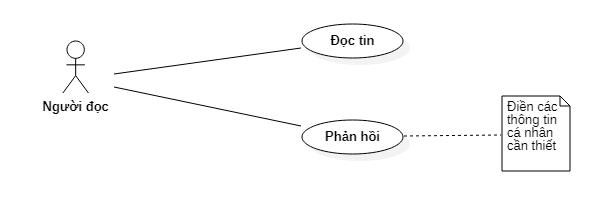 Đọc tin
Người đọc
Phản hồi
Điền các
thông tin
cá nhân
cần thiết